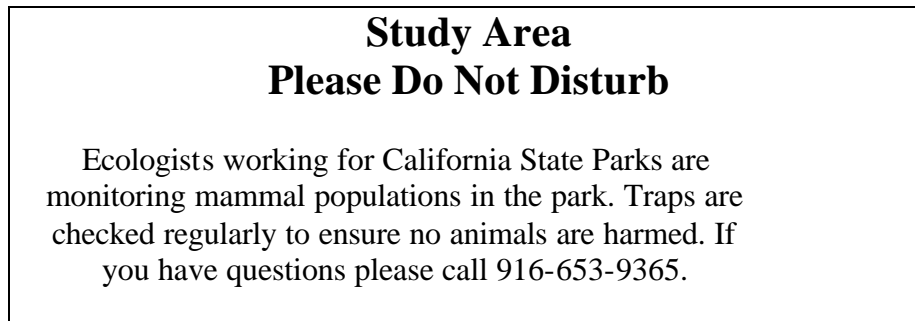 Study Area
Please Do Not Disturb
Ecologists working for California State Parks are
monitoring mammal populations in the park. Traps are
checked regularly to ensure no animals are harmed. If
you have questions please call 916-653-9365.